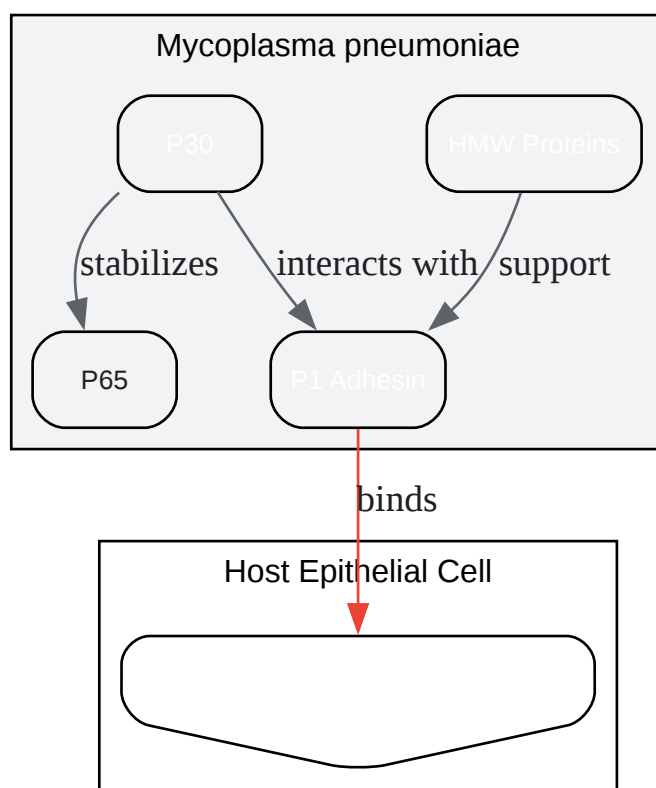 Mycoplasma pneumoniae
P30
HMW Proteins
stabilizes
interacts with
support
P65
P1 Adhesin
binds
Host Epithelial Cell